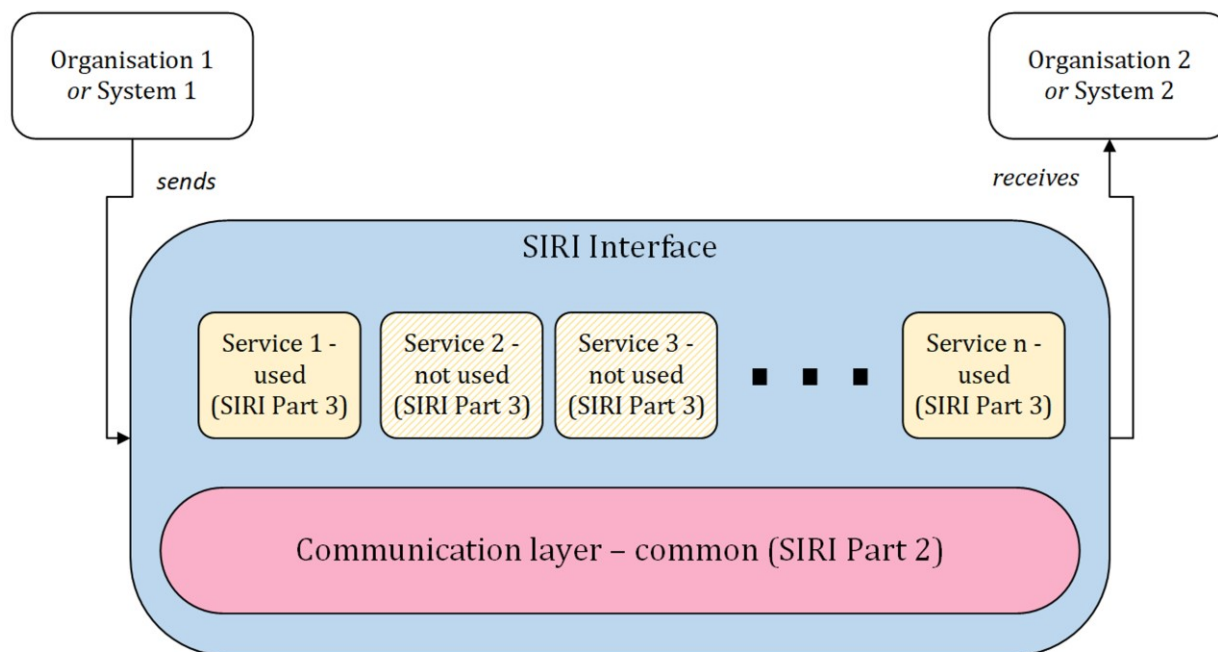 Organisation 1
or System 1
Organisation 2
or System 2
sends
receives
SIRI Interface
Service 1 -
used
(SIRI Part 3)
Service 2 -
not used
(SIRI Part 3)
Service 3 -
not used
(SIRI Part 3)
Service n -
used
(SIRI Part 3)
Communication layer – common (SIRI Part 2)